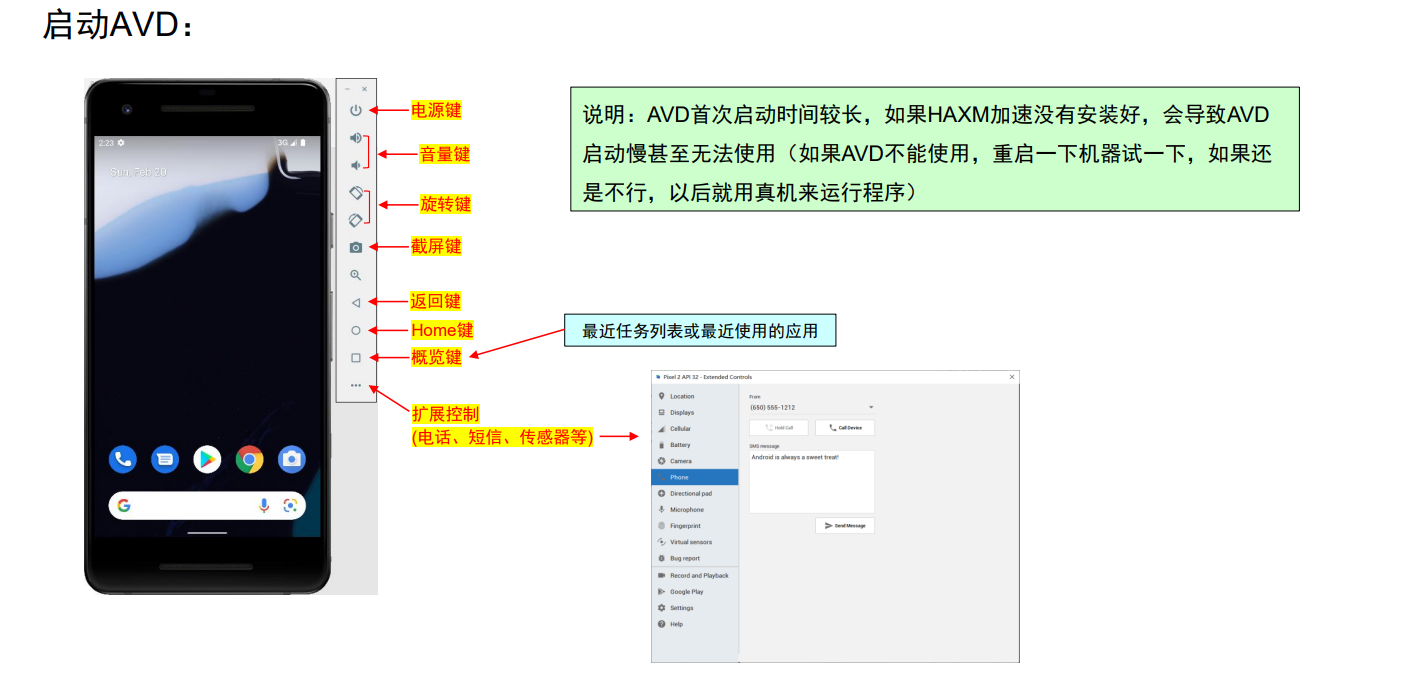 启动AVD：
2:23
3G
Sun, Feb 20
电源键
音量键
旋转键
截屏键
返回键
Home键
概览键
扩展控制
(电话、短信、传感器等)
说明：AVD首次启动时间较长，如果HAXM加速没有安装好，会导致AVD
启动慢甚至无法使用（如果AVD不能使用，重启一下机器试一下，如果还
是不行，以后就用真机来运行程序）
最近任务列表或最近使用的应用
Pixel 2 API 32 - Extended Controls
Location
Displays
Cellular
Battery
Camera
Phone
Directional pad
Microphone
Fingerprint
Virtual sensors
Bug report
Record and Playback
Google Play
Settings
Help
From
(650) 555-1212
Hold Call
Call Device
SMS message
Android is always a sweet treat!
Send Message